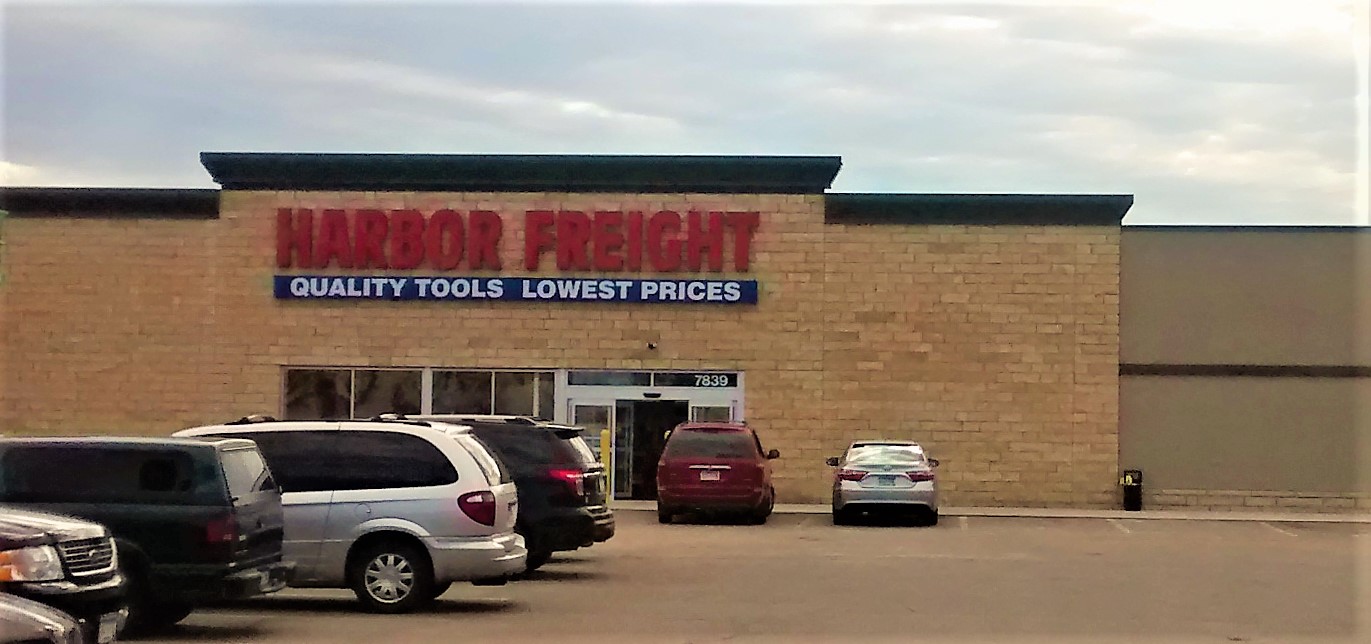 HARBOR FREIGHT
QUALITY TOOLS LOWEST PRICES
7839